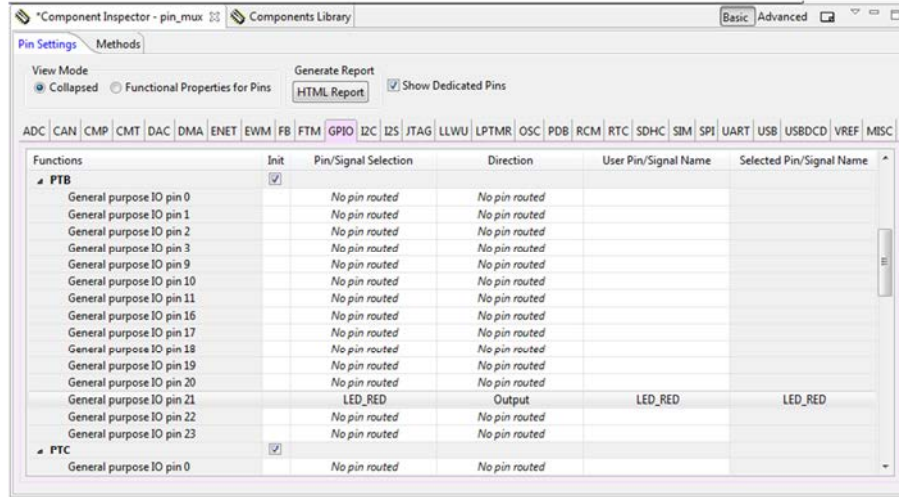 *Component Inspector - pin_mux Components Library Basic Advanced
Pin Settings Methods
View Mode Generate Report
Collapsed Functional Properties for Pins HTML Report Show Dedicated Pins
ADC CAN CMP CMT DAC DMA ENET EWM FB FTM GPIO I2C I2S JTAG LLWU LPTMR OSC PDB RCM RTC SDHC SIM SPI UART USB USBDCD VREF MISC
Functions Init Pin/Signal Selection Direction User Pin/Signal Name Selected Pin/Signal Name
PTB
General purpose IO pin 0 No pin routed No pin routed
General purpose IO pin 1 No pin routed No pin routed
General purpose IO pin 2 No pin routed No pin routed
General purpose IO pin 3 No pin routed No pin routed
General purpose IO pin 9 No pin routed No pin routed
General purpose IO pin 10 No pin routed No pin routed
General purpose IO pin 11 No pin routed No pin routed
General purpose IO pin 16 No pin routed No pin routed
General purpose IO pin 17 No pin routed No pin routed
General purpose IO pin 18 No pin routed No pin routed
General purpose IO pin 19 No pin routed No pin routed
General purpose IO pin 20 No pin routed No pin routed
General purpose IO pin 21 LED_RED Output LED_RED LED_RED
General purpose IO pin 22 No pin routed No pin routed
General purpose IO pin 23 No pin routed No pin routed
PTC
General purpose IO pin 0 No pin routed No pin routed